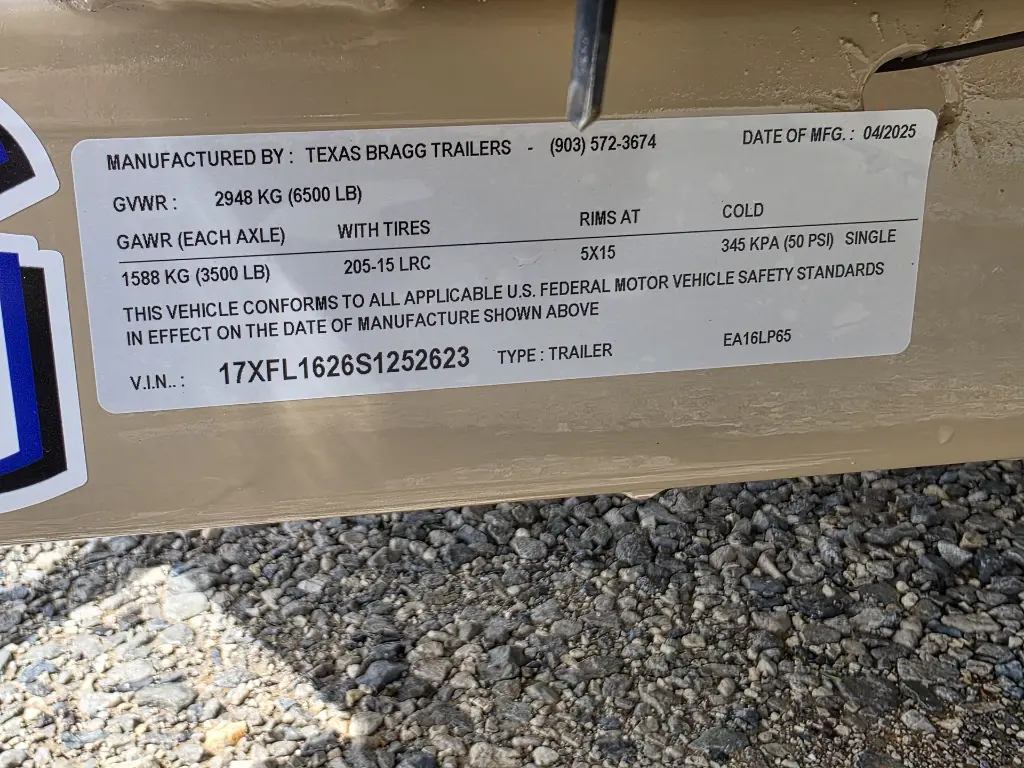 MANUFACTURED BY : TEXAS BRAGG TRAILERS - (903) 572-3674 DATE OF MFG. : 04/2025
GVWR : 2948 KG (6500 LB)
GAWR (EACH AXLE) WITH TIRES RIMS AT COLD
1588 KG (3500 LB) 205-15 LRC 5X15 345 KPA (50 PSI) SINGLE
THIS VEHICLE CONFORMS TO ALL APPLICABLE U.S. FEDERAL MOTOR VEHICLE SAFETY STANDARDS
IN EFFECT ON THE DATE OF MANUFACTURE SHOWN ABOVE
V.I.N.. : 17XFL1626S1252623 TYPE : TRAILER EA16LP65